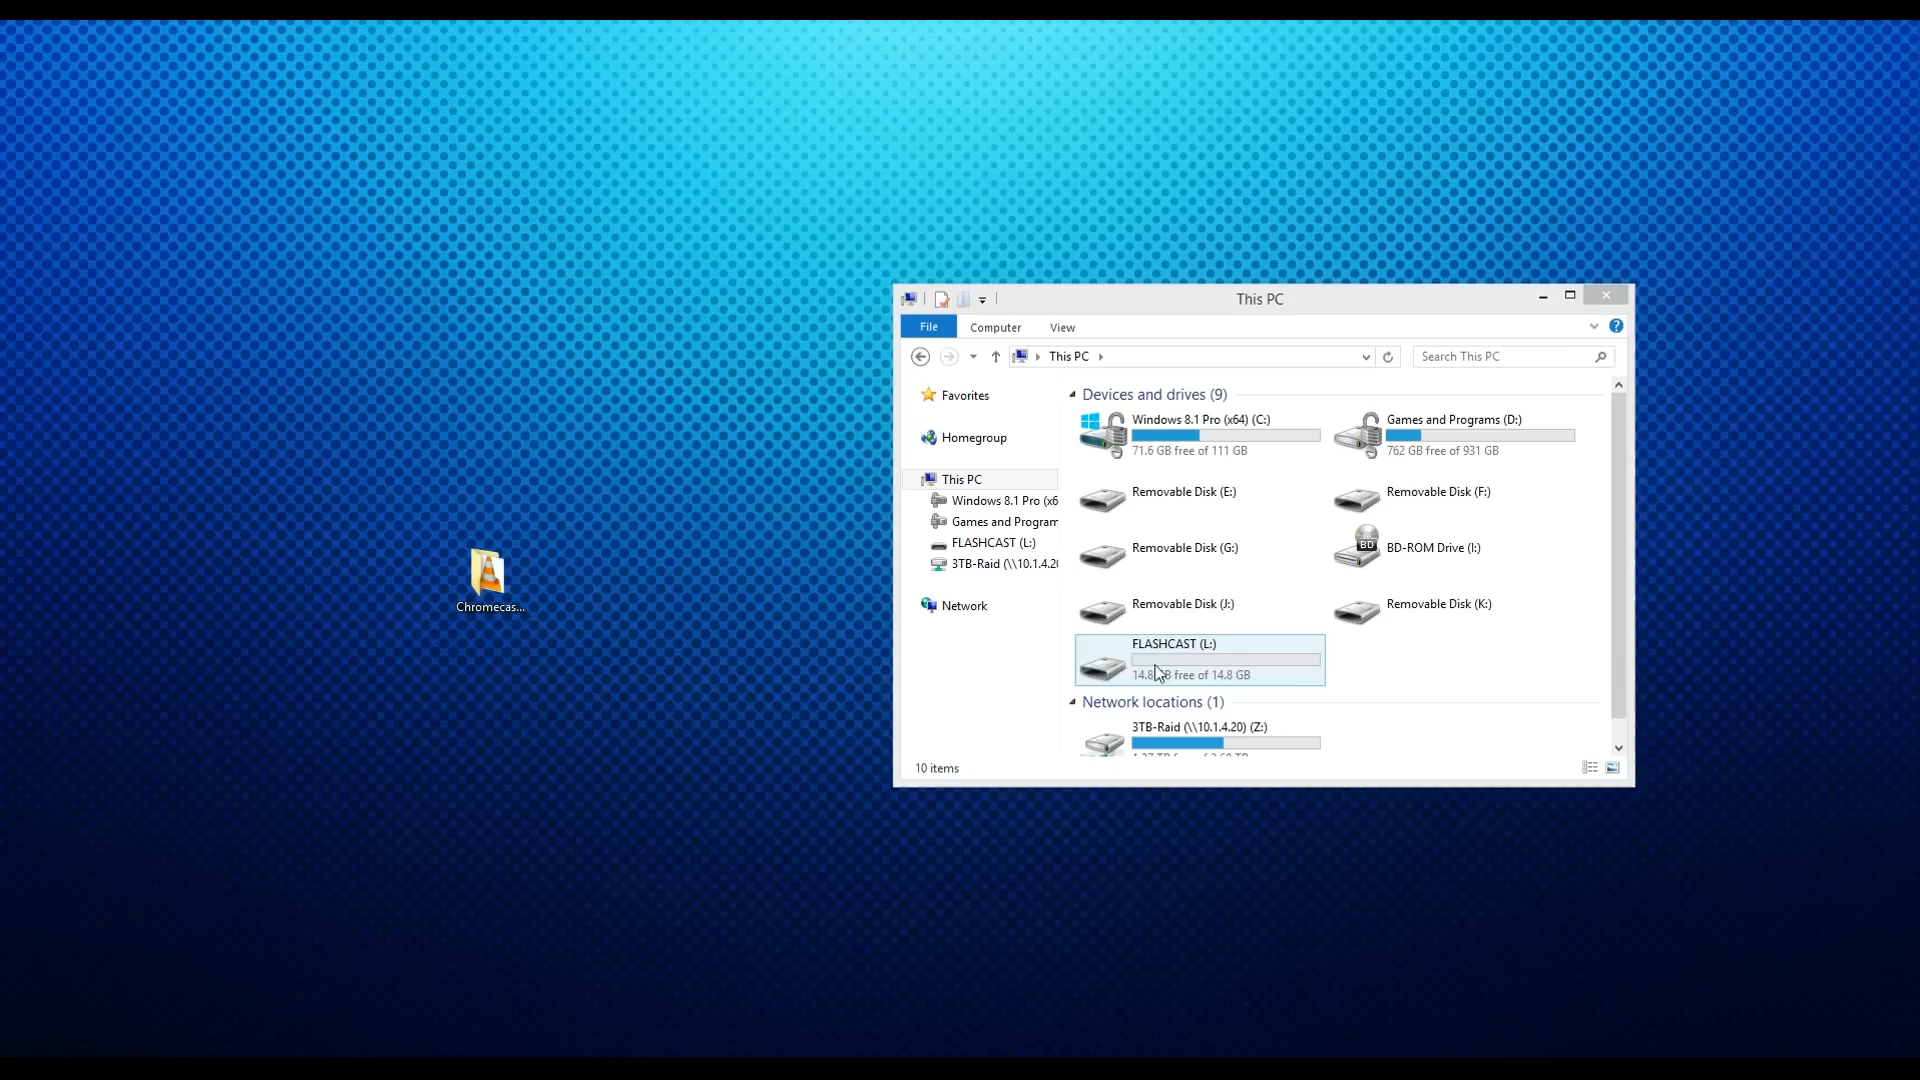 This PC
File
Computer
View
This PC
Search This PC
Favorites
Homegroup
This PC
Windows 8.1 Pro (x6
Games and Program
FLASHCAST (L:)
3TB-Raid (\\10.1.4.20
Network
Devices and drives (9)
Windows 8.1 Pro (x64) (C:)
71.6 GB free of 111 GB
Games and Programs (D:)
762 GB free of 931 GB
Removable Disk (E:)
Removable Disk (F:)
Removable Disk (G:)
BD
BD-ROM Drive (I:)
Removable Disk (J:)
Removable Disk (K:)
FLASHCAST (L:)
14.8 GB free of 14.8 GB
Network locations (1)
3TB-Raid (\\10.1.4.20) (Z:)
10 items
Chromecas...